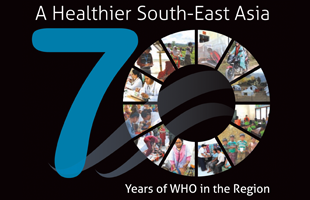 A Healthier South-East Asia
70
Years of WHO in the Region